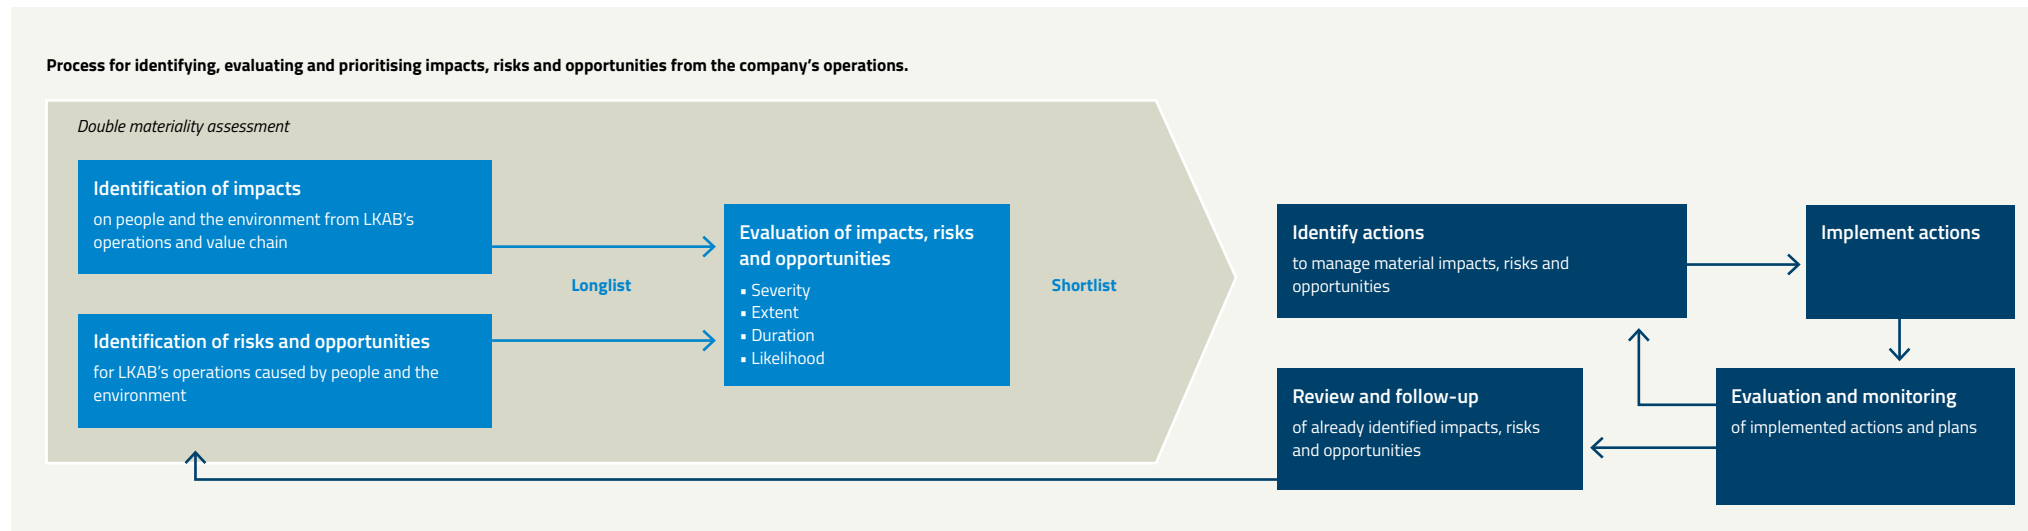 Process for identifying, evaluating and prioritising impacts, risks and opportunities from the company's operations.
Double materiality assessment
Identification of impacts
on people and the environment from LKAB's
operations and value chain
Identification of risks and opportunities
for LKAB's operations caused by people and the
environment
Longlist
Evaluation of impacts, risks
and opportunities
▪ Severity
▪ Extent
▪ Duration
▪ Likelihood
Shortlist
Identify actions
to manage material impacts, risks and
opportunities
Implement actions
Evaluation and monitoring
of implemented actions and plans
Review and follow-up
of already identified impacts, risks
and opportunities